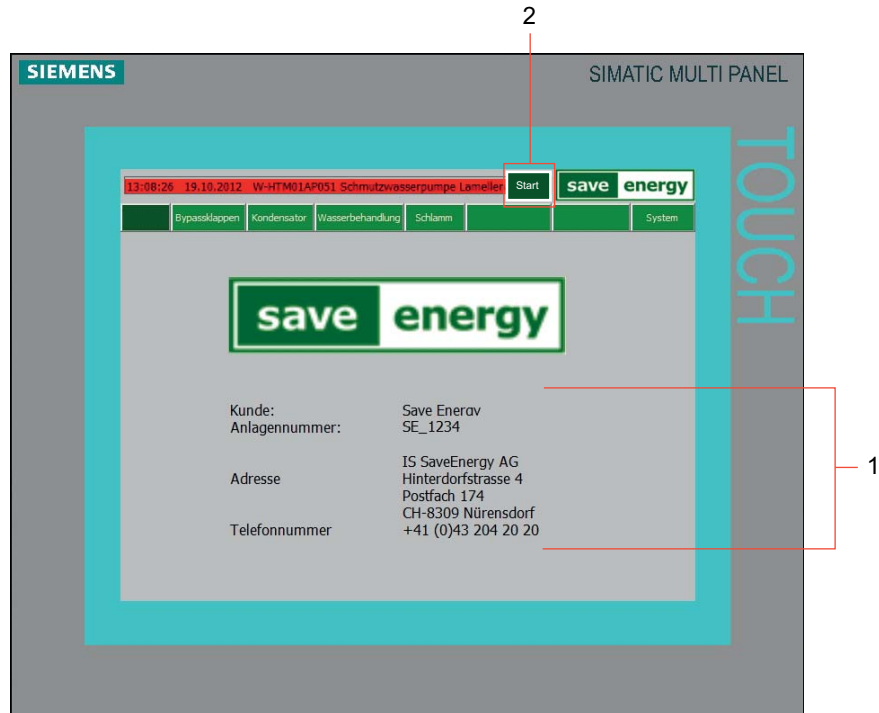 2
SIEMENS
SIMATIC MULTI PANEL
TOUCH
13:08:26 19.10.2012 W-HTM01AP051 Schmutzwasserpumpe Lameller
Start
save energy
Bypassklappen Kondensator Wasserbehandlung Schlamm System
save energy
Kunde: Save Energy
Anlagennummer: SE_1234
IS SaveEnergy AG
Adresse Hinterdorfstrasse 4
Postfach 174
CH-8309 Nürensdorf
Telefonnummer +41 (0)43 204 20 20
1